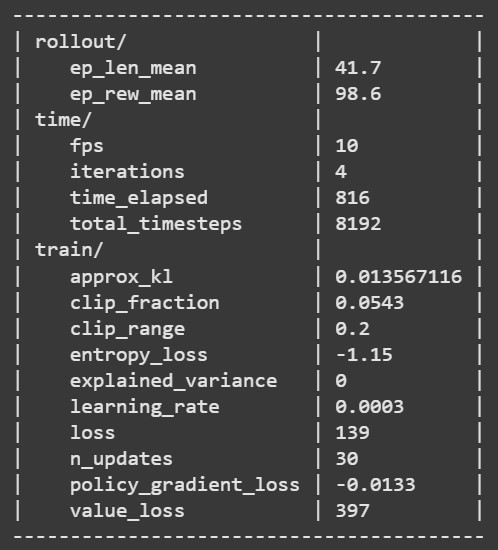 -----------------------------------------
| rollout/                |             |
|    ep_len_mean          | 41.7        |
|    ep_rew_mean          | 98.6        |
| time/                   |             |
|    fps                  | 10          |
|    iterations           | 4           |
|    time_elapsed         | 816         |
|    total_timesteps      | 8192        |
| train/                  |             |
|    approx_kl            | 0.013567116 |
|    clip_fraction        | 0.0543      |
|    clip_range           | 0.2         |
|    entropy_loss         | -1.15       |
|    explained_variance   | 0           |
|    learning_rate        | 0.0003      |
|    loss                 | 139         |
|    n_updates            | 30          |
|    policy_gradient_loss | -0.0133     |
|    value_loss           | 397         |
-----------------------------------------